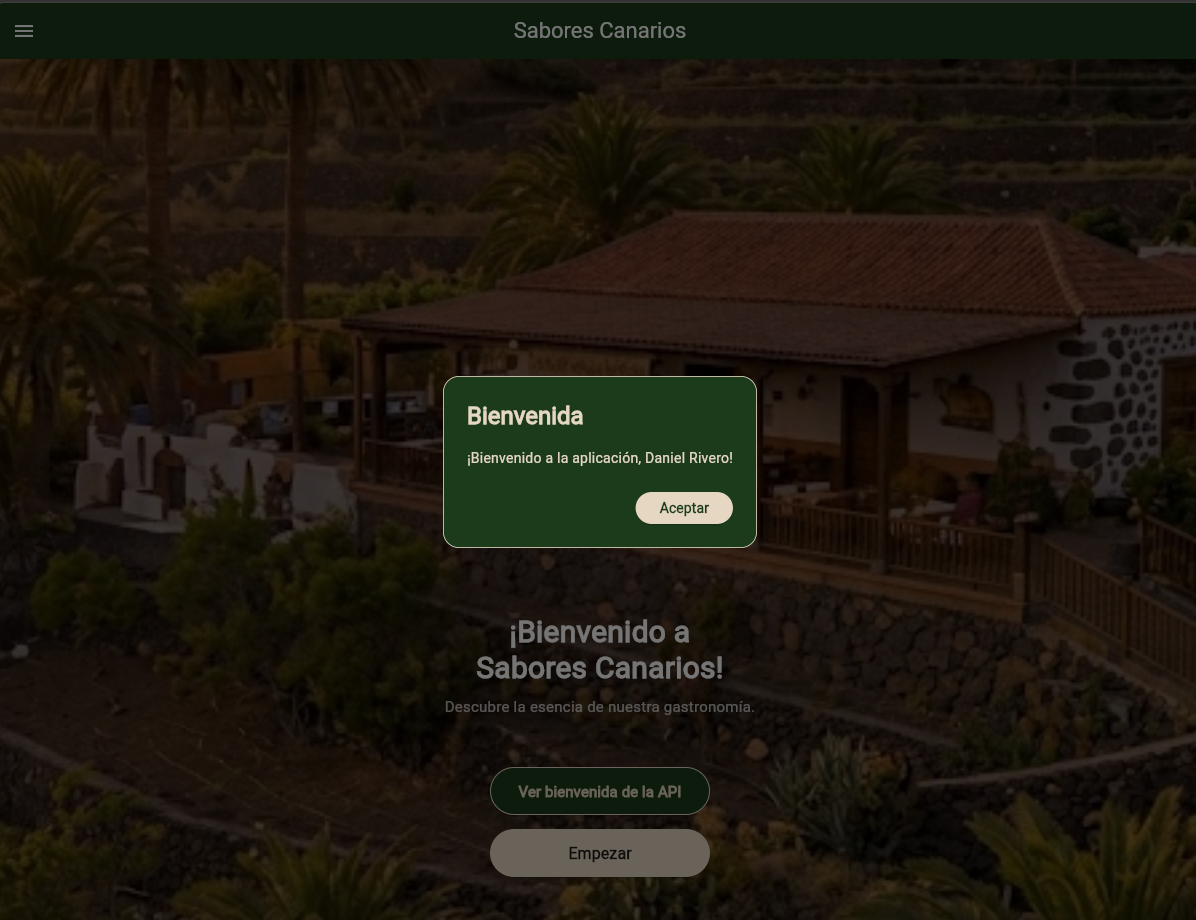 Sabores Canarios
Bienvenida
¡Bienvenido a la aplicación, Daniel Rivero!
Aceptar
¡Bienvenido a
Sabores Canarios!
Descubre la esencia de nuestra gastronomía.
Ver bienvenida de la API
Empezar